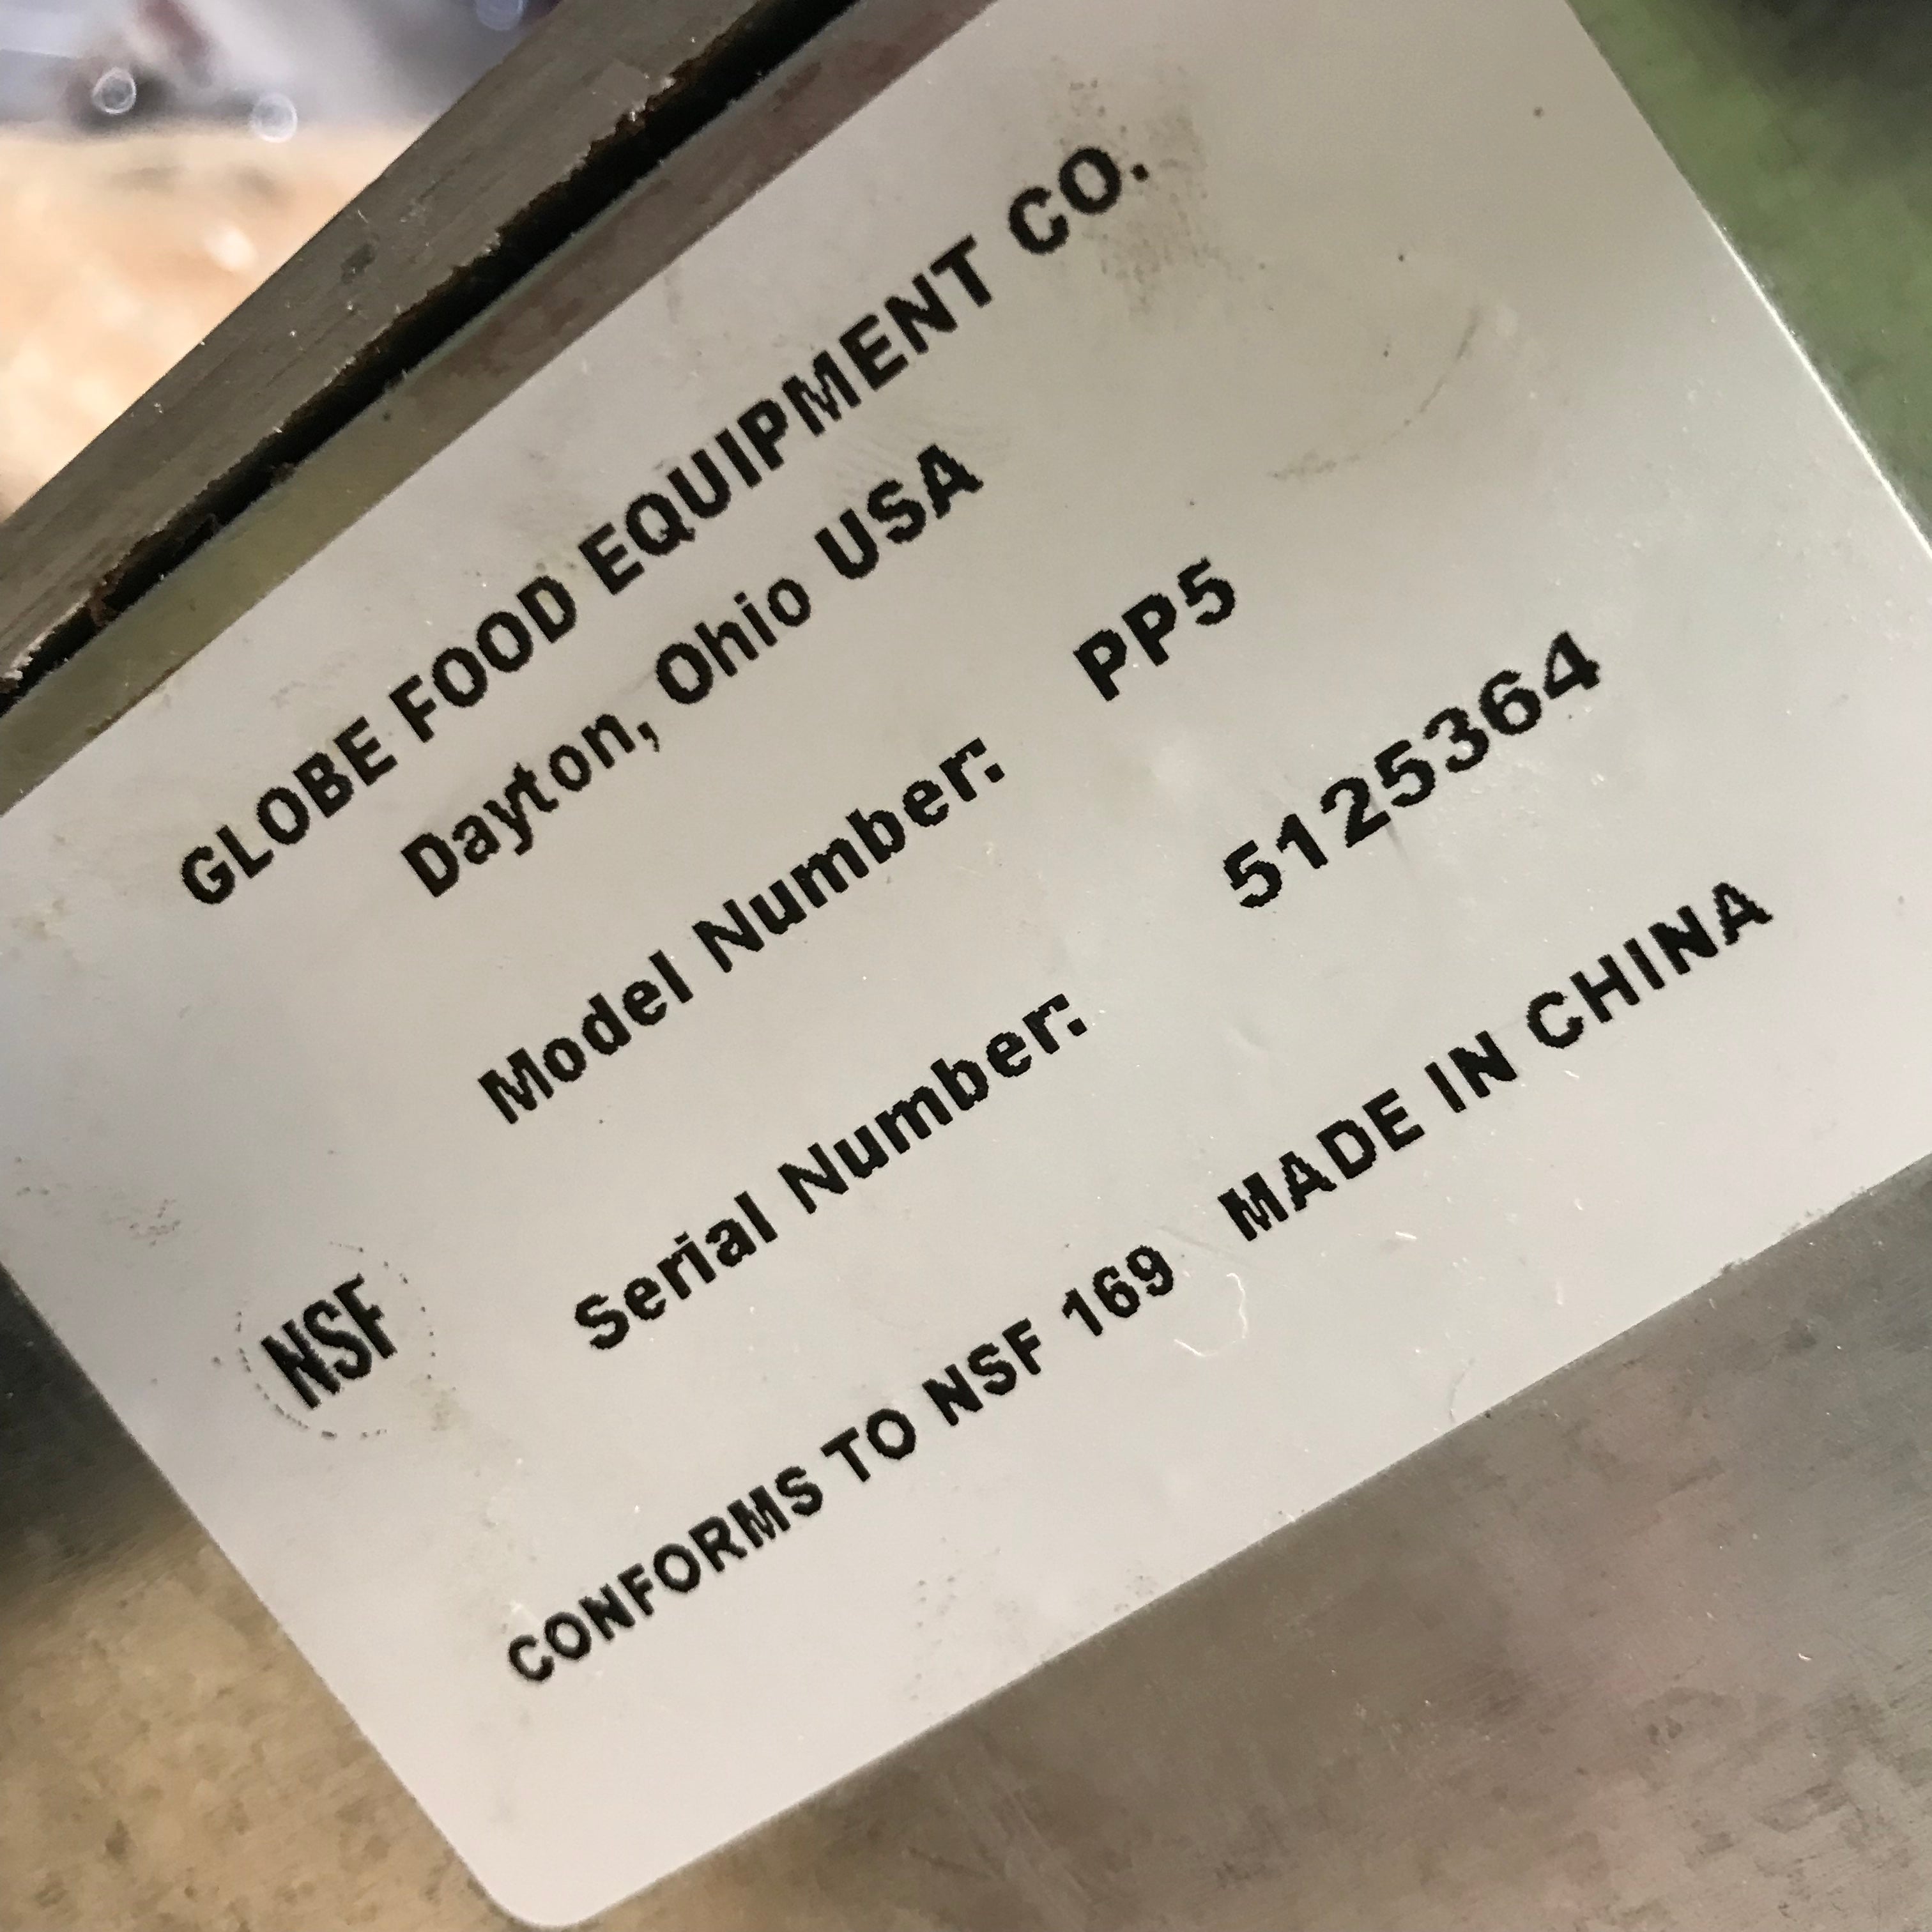 GLOBE FOOD EQUIPMENT CO.
Dayton, Ohio USA
Model Number: PP5
Serial Number: 5125364
NSF
CONFORMS TO NSF 169 MADE IN CHINA